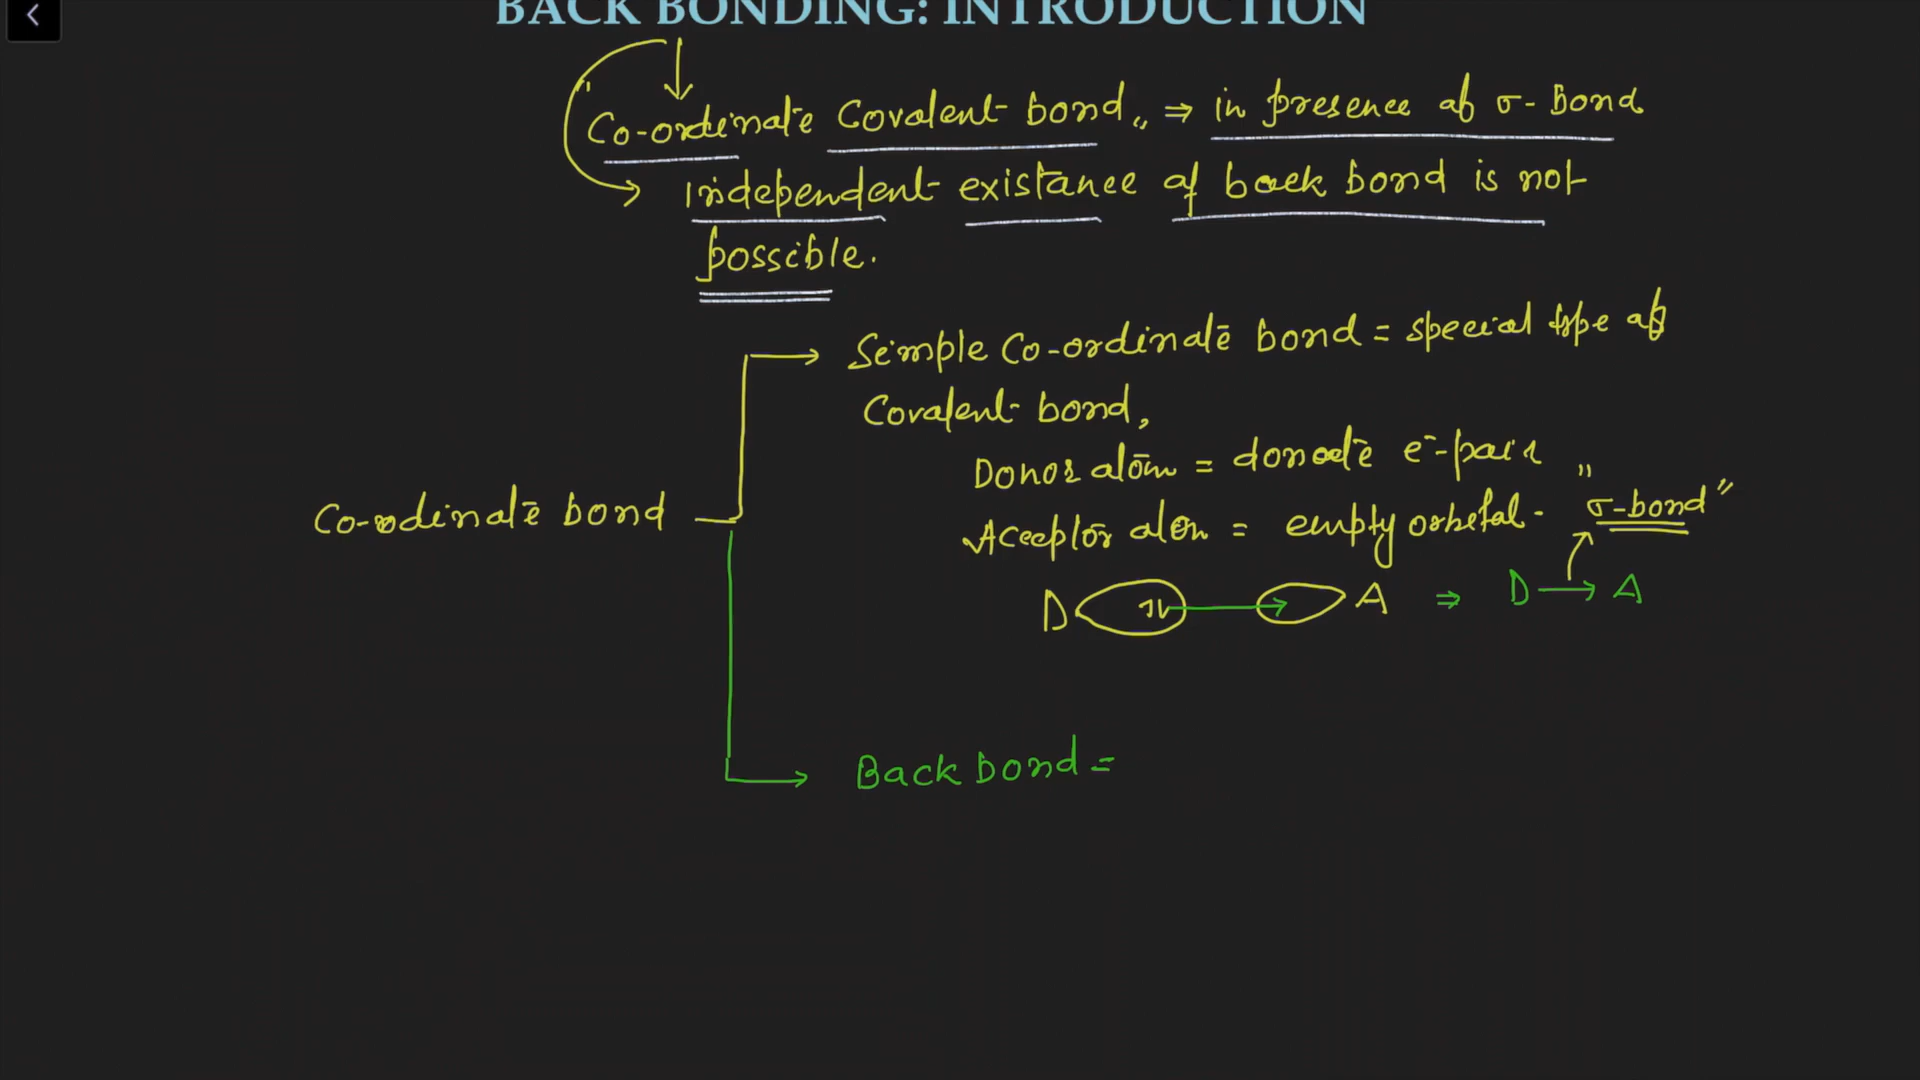 BACK BONDING: INTRODUCTION
"Co-ordinate Covalent bond" ⇒ in presence of σ-Bond
Independent existance of back bond is not
possible.
Simple Co-ordinate bond = special type of
Covalent bond,
Donor atom = donate e⁻-pair
Co-odinate bond
Acceptor atom = empty orbital. "σ-bond"
D 1L A ⇒ D → A
Back bond =